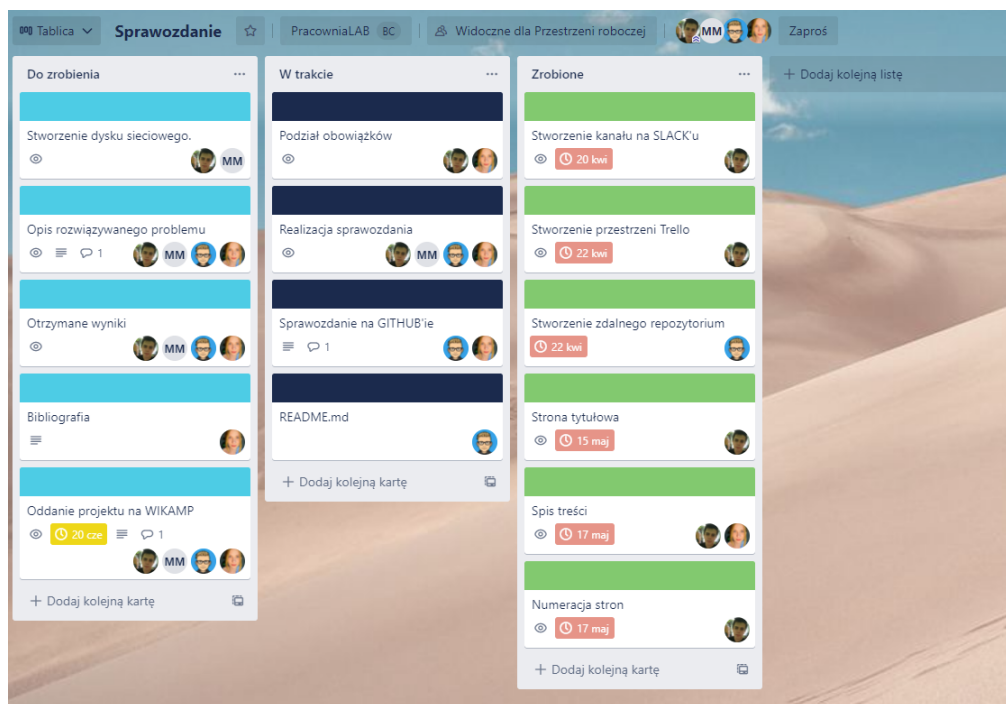 Tablica
Sprawozdanie
PracowniaLAB BC
Widoczne dla Przestrzeni roboczej
MM
Zaproś
Do zrobienia
Stworzenie dysku sieciowego.
MM
Opis rozwiązywanego problemu
1
MM
Otrzymane wyniki
MM
Bibliografia
Oddanie projektu na WIKAMP
20 cze
1
MM
+ Dodaj kolejną kartę
W trakcie
Podział obowiązków
Realizacja sprawozdania
MM
Sprawozdanie na GITHUB'ie
1
README.md
+ Dodaj kolejną kartę
Zrobione
Stworzenie kanału na SLACK'u
20 kwi
Stworzenie przestrzeni Trello
22 kwi
Stworzenie zdalnego repozytorium
22 kwi
Strona tytułowa
15 maj
Spis treści
17 maj
Numeracja stron
17 maj
+ Dodaj kolejną kartę
+ Dodaj kolejną listę